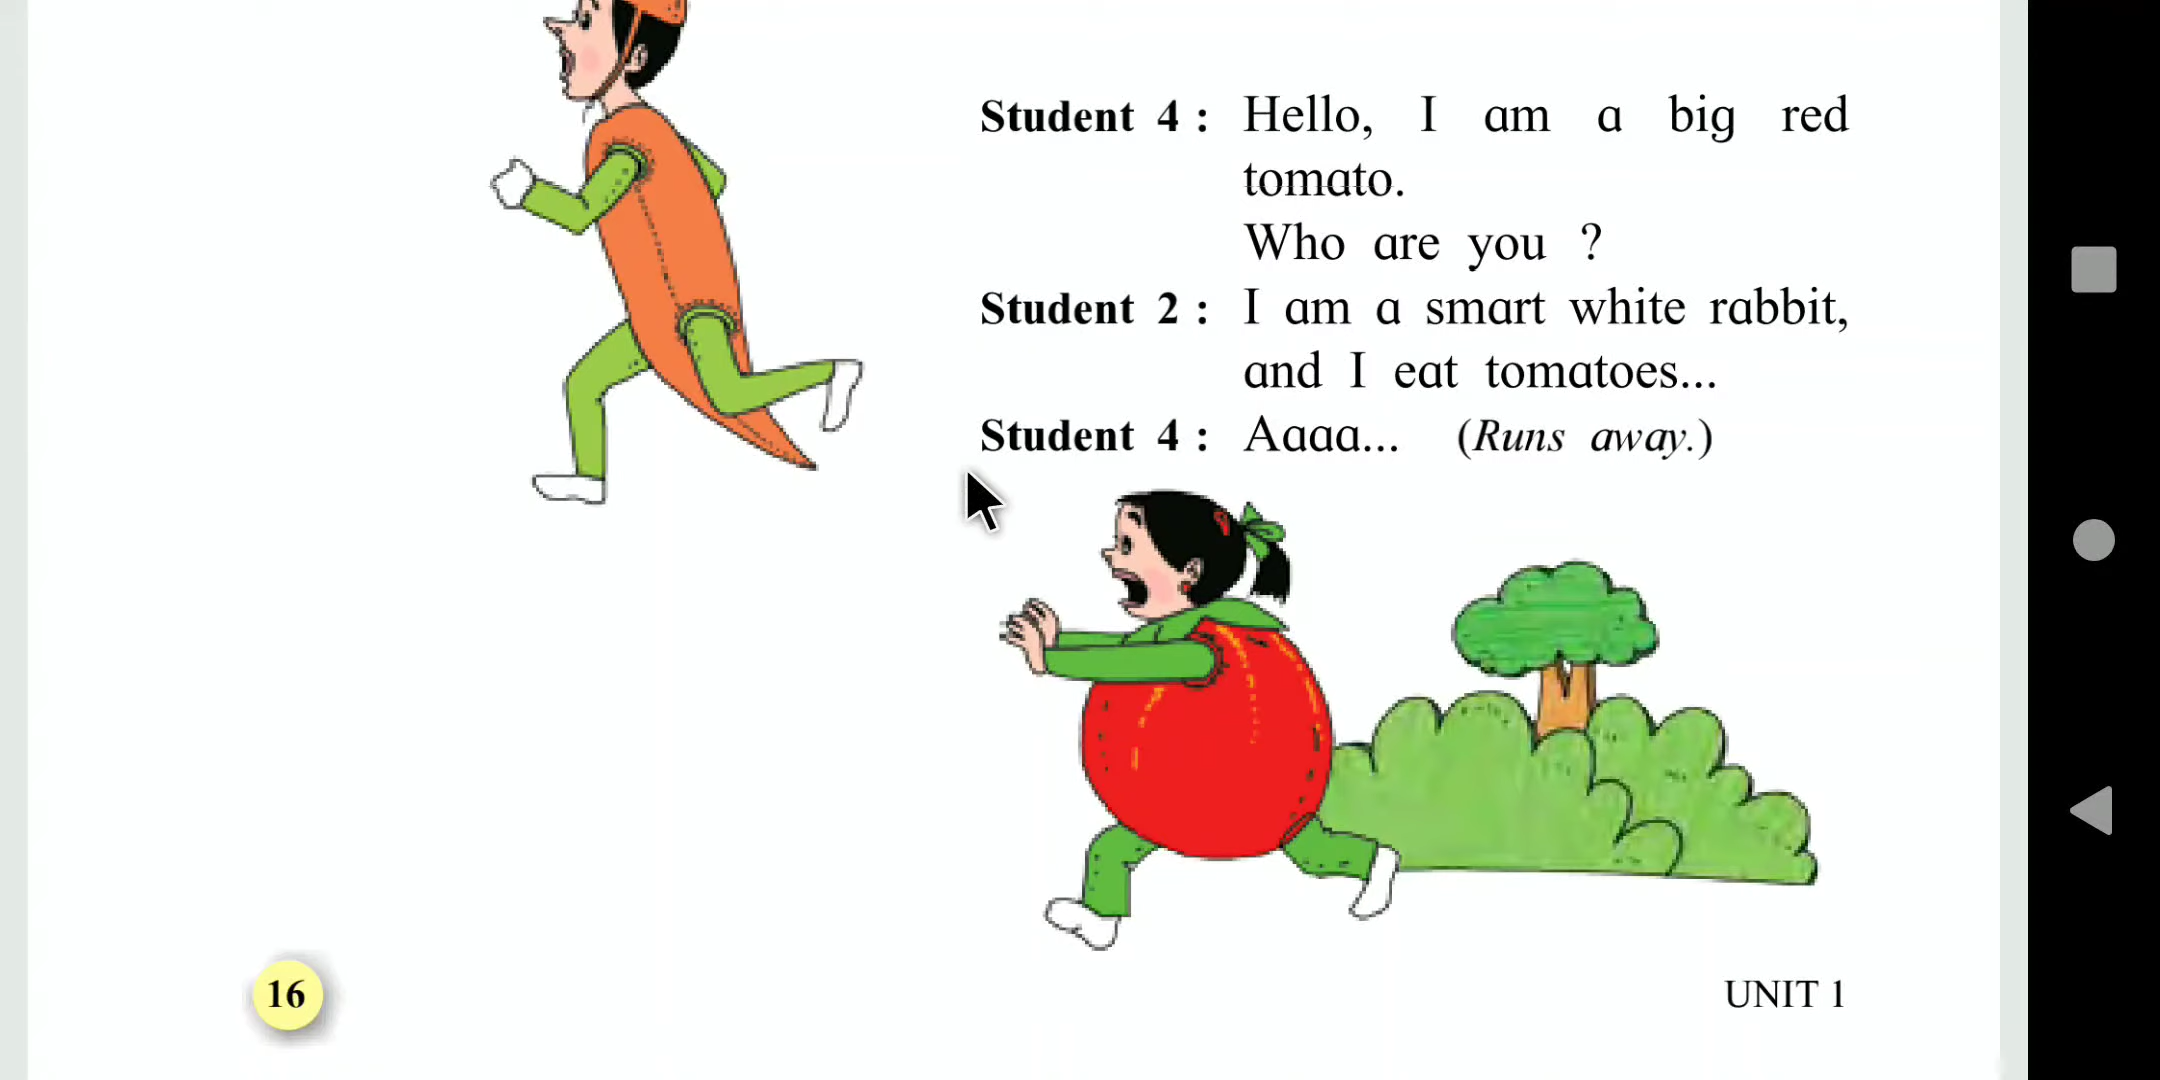 Student 4 : Hello, I am a big red
tomato.
Who are you ?
Student 2 : I am a smart white rabbit,
and I eat tomatoes...
Student 4 : Aaaa... (Runs away.)
16
UNIT 1